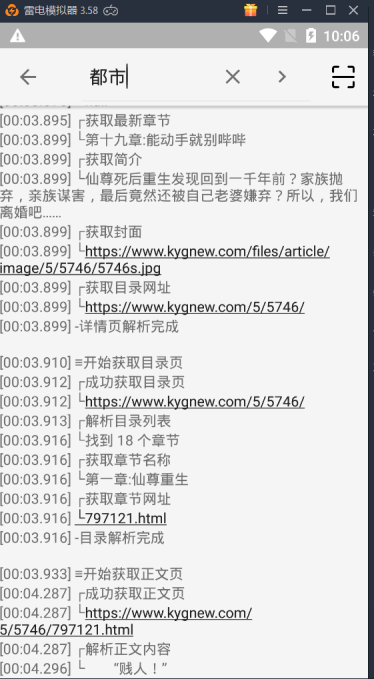 雷电模拟器 3.58
10:06
都市
[00:03.895] ┌获取最新章节
[00:03.899] └第十九章:能动手就别哔哔
[00:03.899] ┌获取简介
[00:03.899] └仙尊死后重生发现回到一千年前？家族抛
弃，亲族谋害，最后竟然还被自己老婆嫌弃？所以，我们
离婚吧……
[00:03.899] ┌获取封面
[00:03.899] └https://www.kygnew.com/files/article/
image/5/5746/5746s.jpg
[00:03.899] ┌获取目录网址
[00:03.899] └https://www.kygnew.com/5/5746/
[00:03.899] -详情页解析完成
[00:03.910] ≡开始获取目录页
[00:03.912] ┌成功获取目录页
[00:03.912] └https://www.kygnew.com/5/5746/
[00:03.913] ┌解析目录列表
[00:03.916] └找到 18 个章节
[00:03.916] ┌获取章节名称
[00:03.916] └第一章:仙尊重生
[00:03.916] ┌获取章节网址
[00:03.916] └797121.html
[00:03.916] -目录解析完成
[00:03.933] ≡开始获取正文页
[00:04.287] ┌成功获取正文页
[00:04.287] └https://www.kygnew.com/
5/5746/797121.html
[00:04.287] ┌解析正文内容
[00:04.296] └ “贱人！”